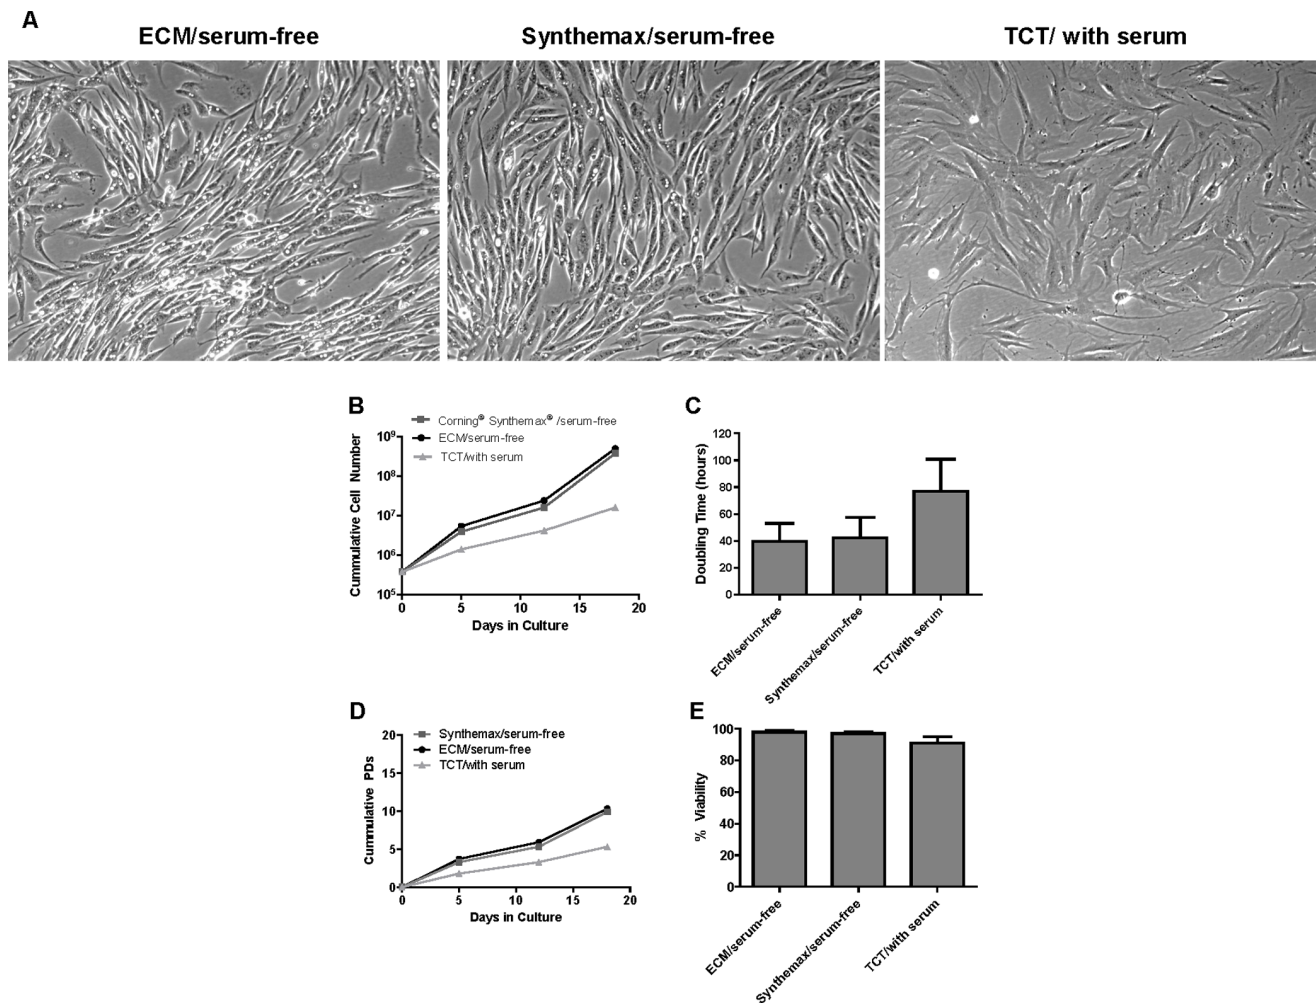 A
ECM/serum-free
Synthemax/serum-free
TCT/ with serum
B
Corning® Synthemax® /serum-free
ECM/serum-free
TCT/with serum
Cummulative Cell Number
10⁹
10⁸
10⁷
10⁶
10⁵
0
5
10
15
20
Days in Culture
C
Doubling Time (hours)
120
100
80
60
40
20
0
ECM/serum-free
Synthemax/serum-free
TCT/with serum
D
Synthemax/serum-free
ECM/serum-free
TCT/with serum
Cummulative PDs
20
15
10
5
0
0
5
10
15
20
Days in Culture
E
% Viability
100
80
60
40
20
0
ECM/serum-free
Synthemax/serum-free
TCT/with serum